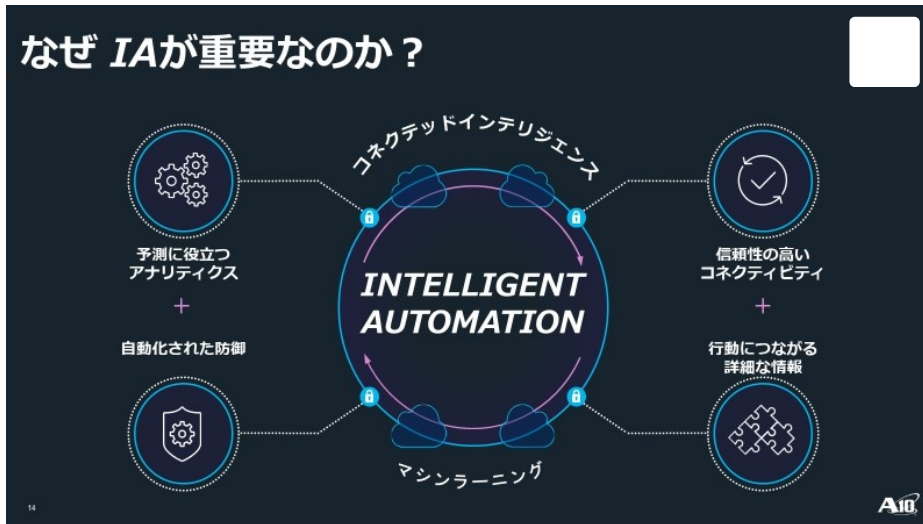 なぜ IAが重要なのか？
コネクテッドインテリジェンス
予測に役立つ
アナリティクス
+
自動化された防御
INTELLIGENT
AUTOMATION
信頼性の高い
コネクティビティ
+
行動につながる
詳細な情報
マシンラーニング
14
A10